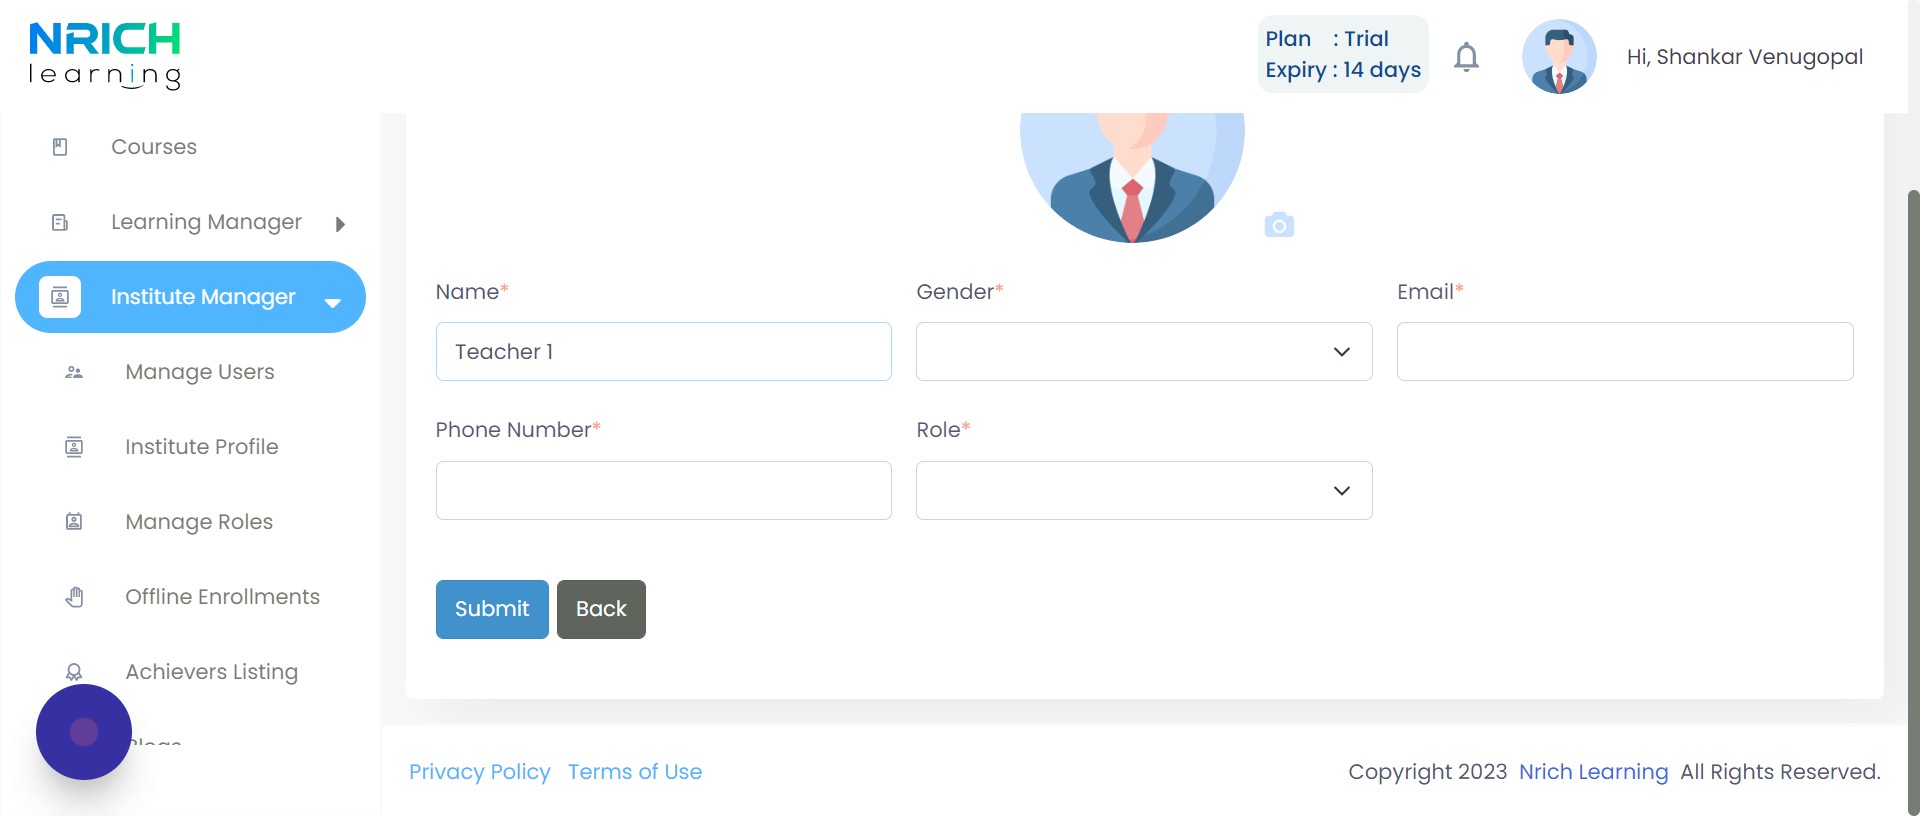 NRICH
learning
Plan : Trial
Expiry : 14 days
Hi, Shankar Venugopal
Courses
Learning Manager
Institute Manager
Manage Users
Institute Profile
Manage Roles
Offline Enrollments
Achievers Listing
Name*
Gender*
Email*
Teacher 1
Phone Number*
Role*
Submit
Back
Privacy Policy
Terms of Use
Copyright 2023 Nrich Learning All Rights Reserved.